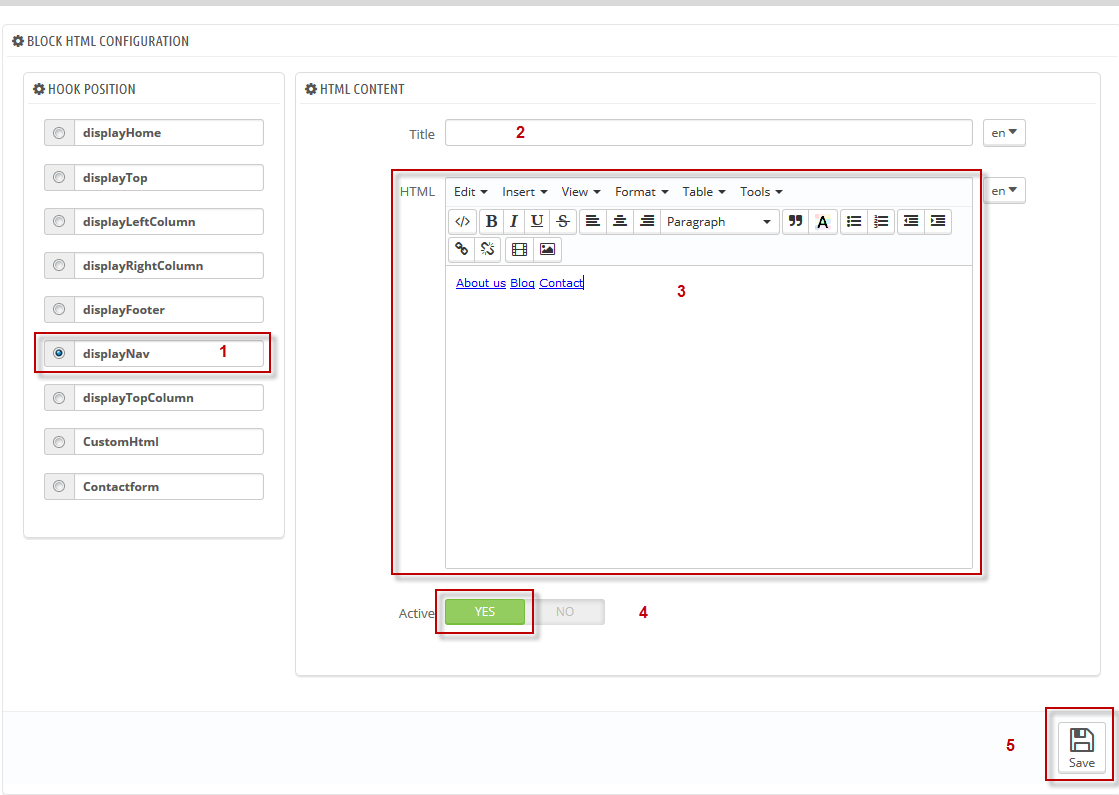 BLOCK HTML CONFIGURATION
HOOK POSITION
displayHome
displayTop
displayLeftColumn
displayRightColumn
displayFooter
displayNav 1
displayTopColumn
CustomHtml
Contactform
HTML CONTENT
Title 2 en
HTML Edit Insert View Format Table Tools en
</> B I U S Paragraph A
About us Blog Contact
3
Active YES NO 4
5
Save